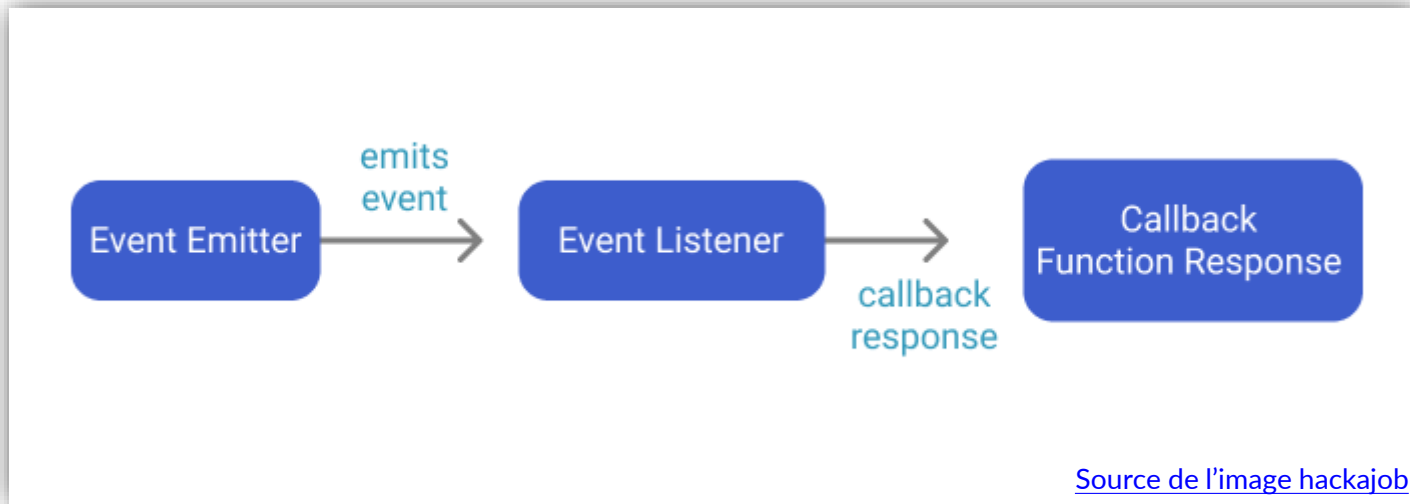 emits
event
Event Emitter
Event Listener
callback
response
Callback
Function Response
Source de l’image hackajob